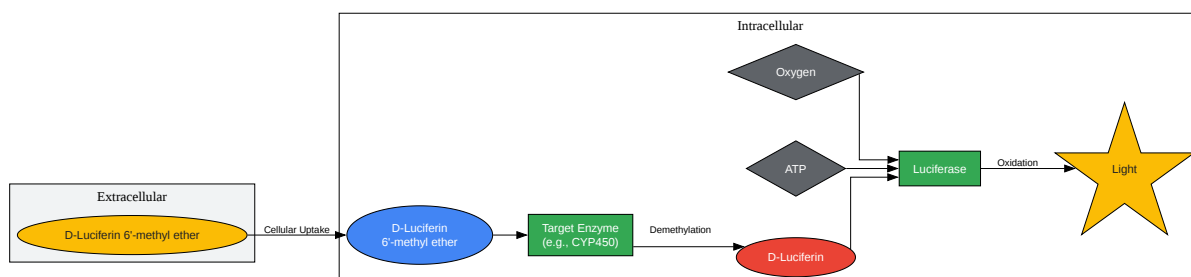 Intracellular
Oxygen
ATP
Luciferase
Oxidation
Light
Extracellular
D-Luciferin 6'-methyl ether
Cellular Uptake
D-Luciferin
6'-methyl ether
Target Enzyme
(e.g., CYP450)
Demethylation
D-Luciferin